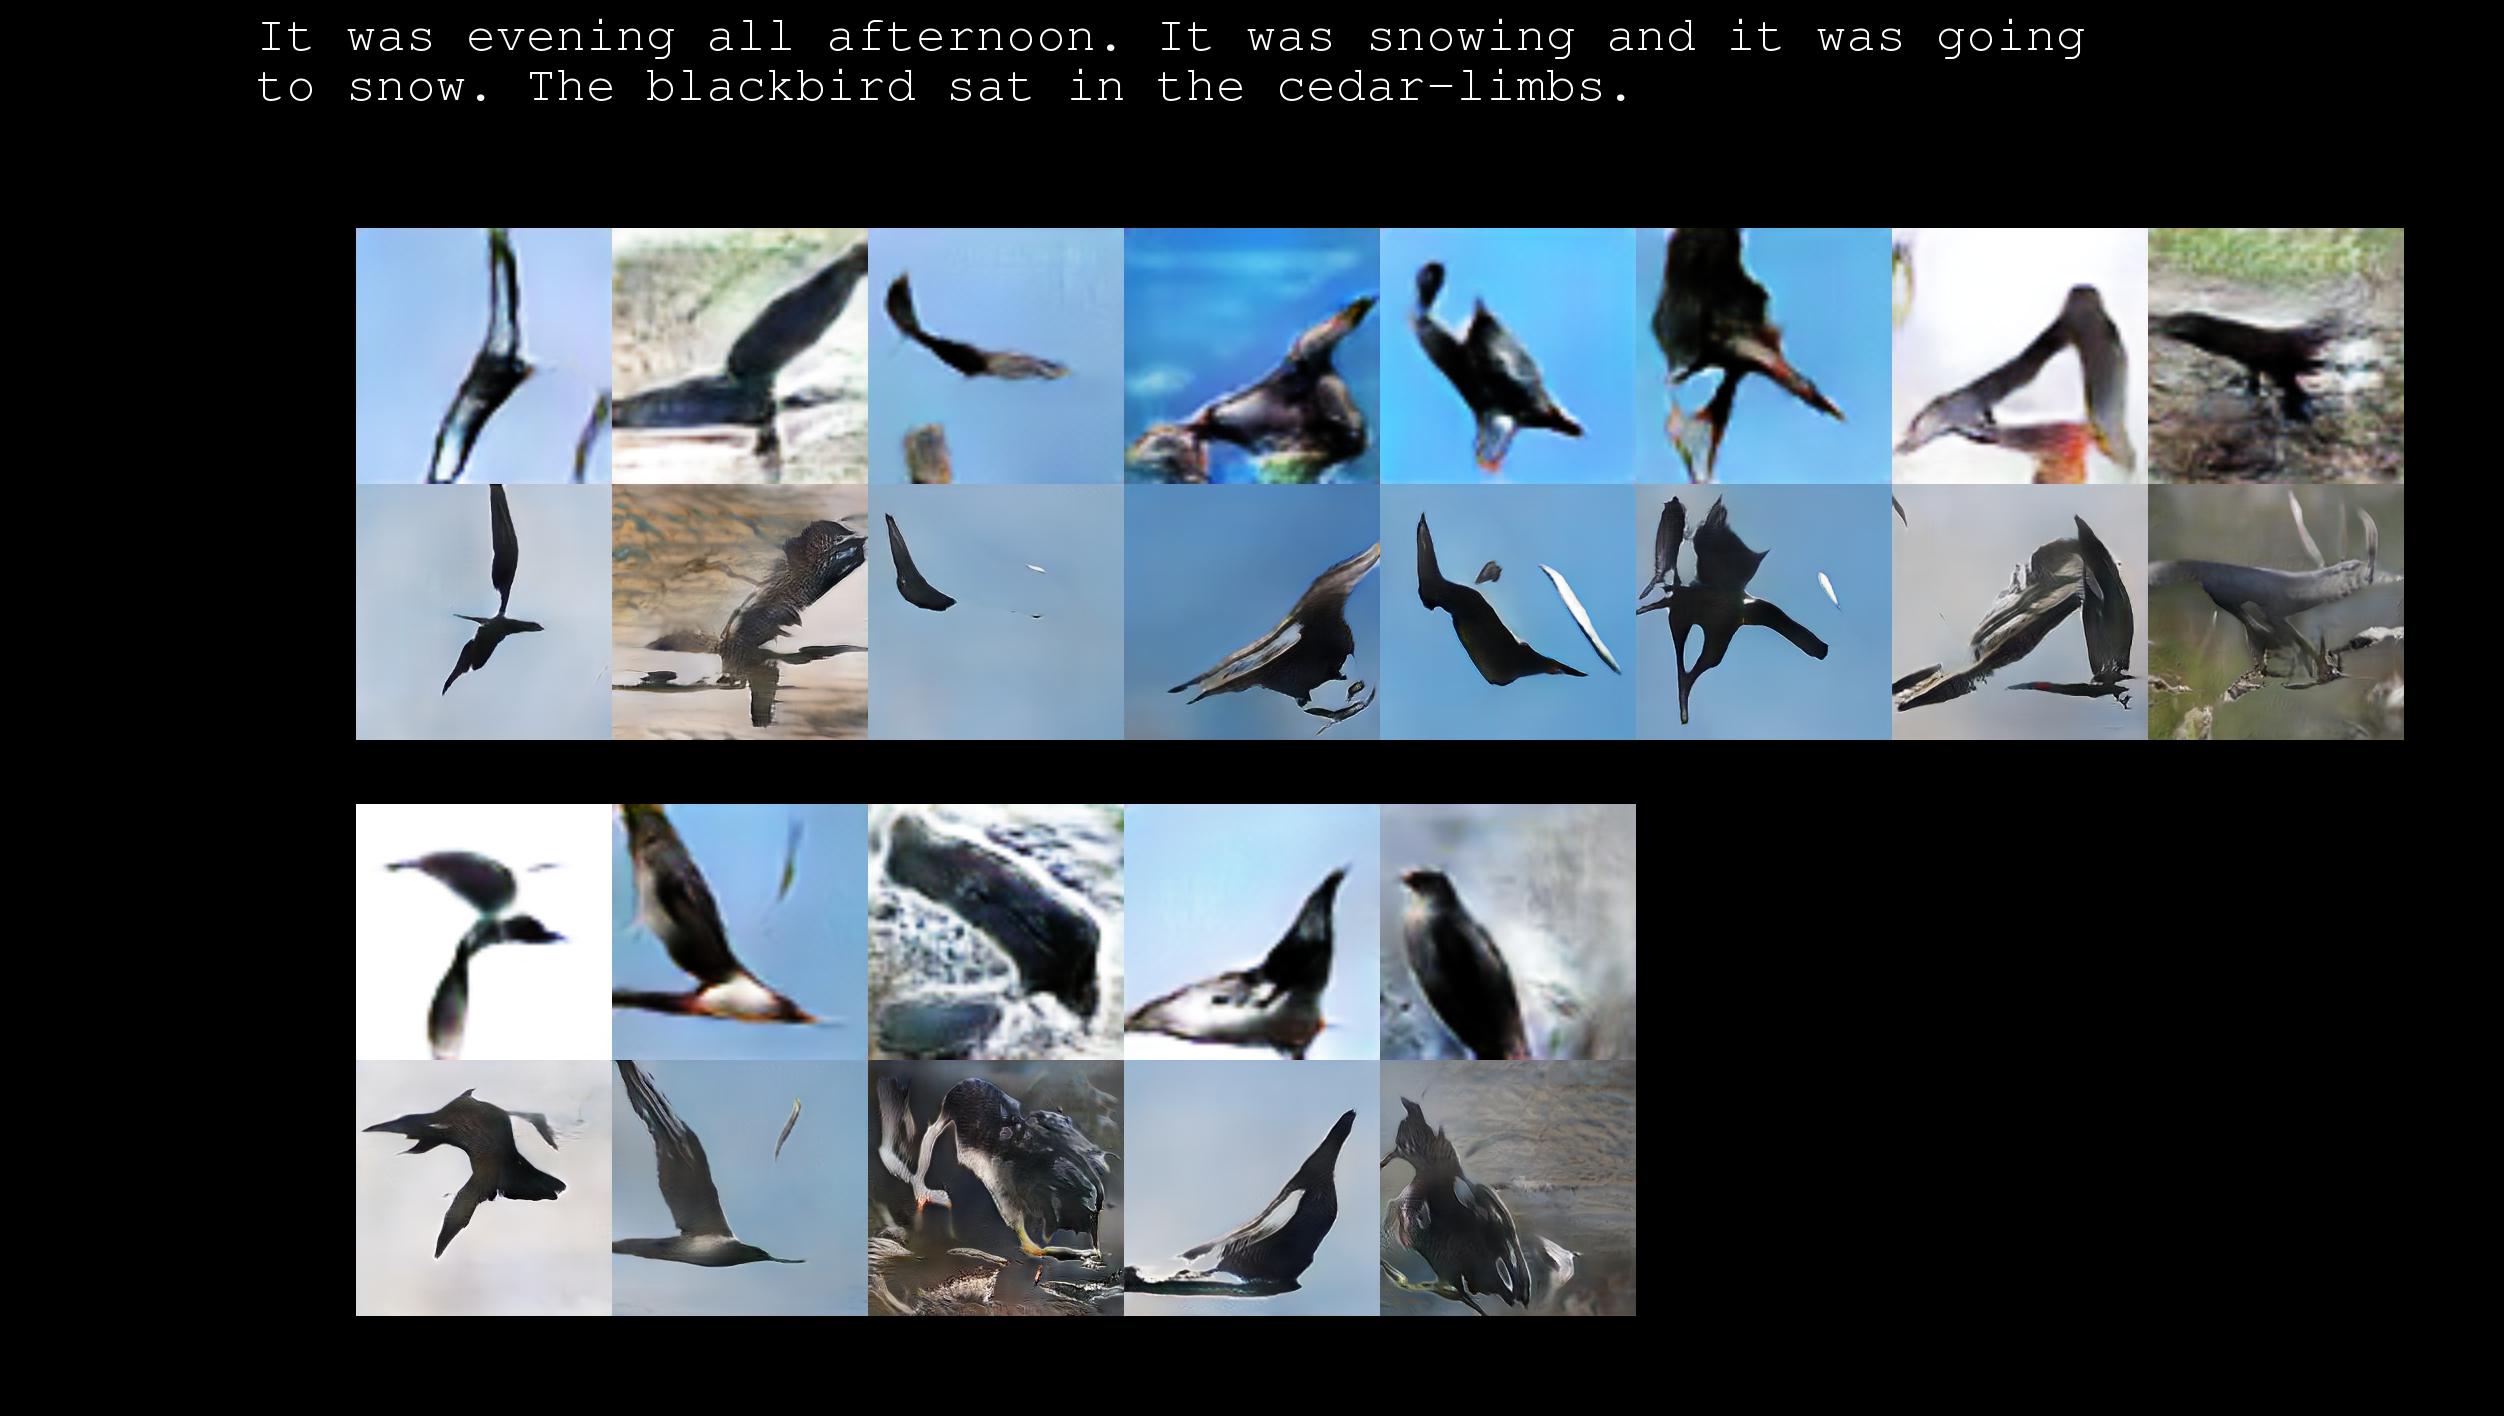 It was evening all afternoon. It was snowing and it was going
to snow. The blackbird sat in the cedar-limbs.